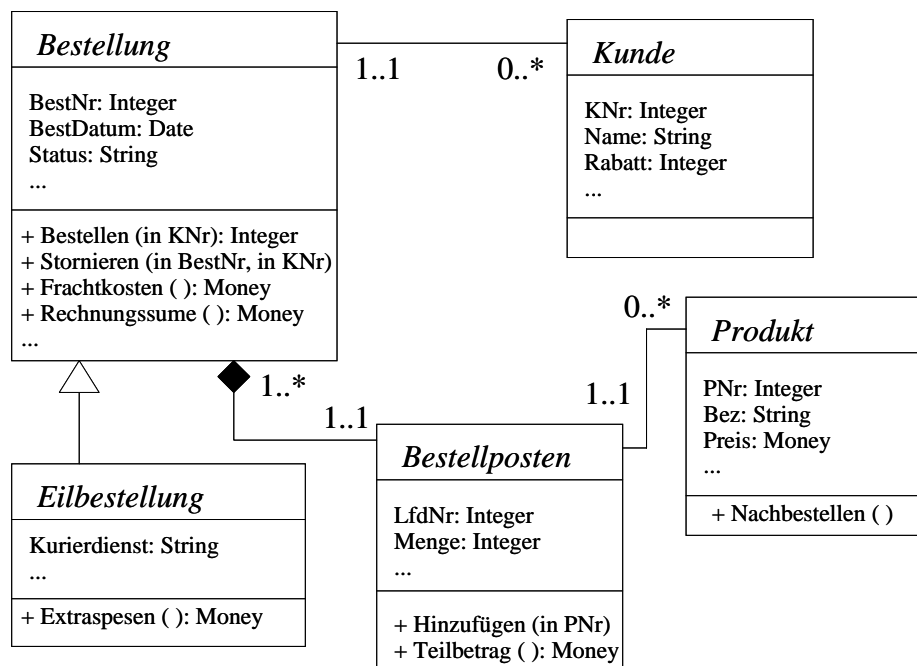 Bestellung
BestNr: Integer
BestDatum: Date
Status: String
...
+ Bestellen (in KNr): Integer
+ Stornieren (in BestNr, in KNr)
+ Frachtkosten ( ): Money
+ Rechnungssume ( ): Money
...
1..1
0..*
Kunde
KNr: Integer
Name: String
Rabatt: Integer
...
1..*
1..1
1..1
0..*
Produkt
PNr: Integer
Bez: String
Preis: Money
...
+ Nachbestellen ( )
Eilbestellung
Kurierdienst: String
...
+ Extraspesen ( ): Money
Bestellposten
LfdNr: Integer
Menge: Integer
...
+ Hinzufügen (in PNr)
+ Teilbetrag ( ): Money